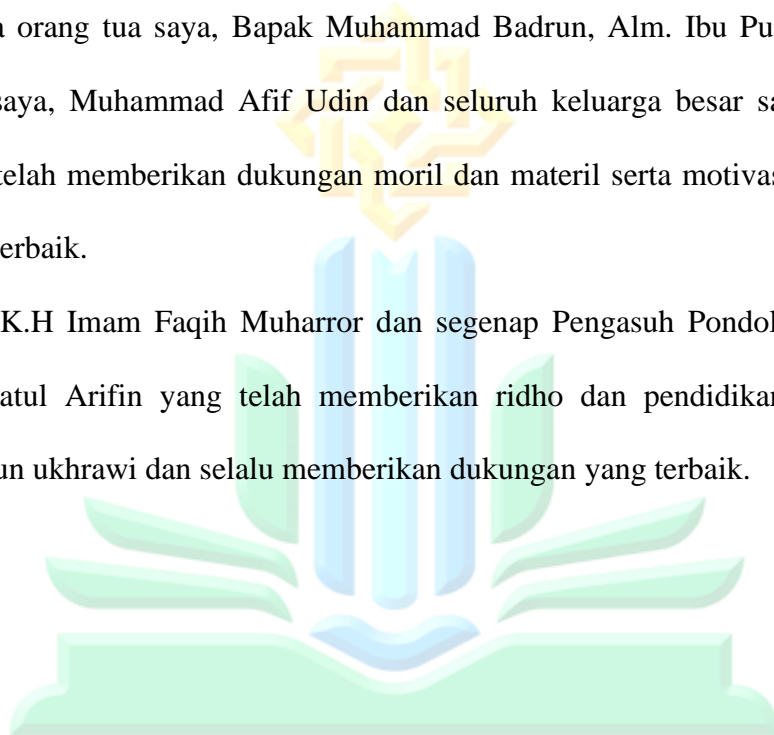 orang tua saya, Bapak Muhammad Badrun, Alm. Ibu Pu
saya, Muhammad Afif Udin dan seluruh keluarga besar sa
telah memberikan dukungan moril dan materil serta motivas
erbaik.
K.H Imam Faqih Muharror dan segenap Pengasuh Pondok
atul Arifin yang telah memberikan ridho dan pendidikan
un ukhrawi dan selalu memberikan dukungan yang terbaik.